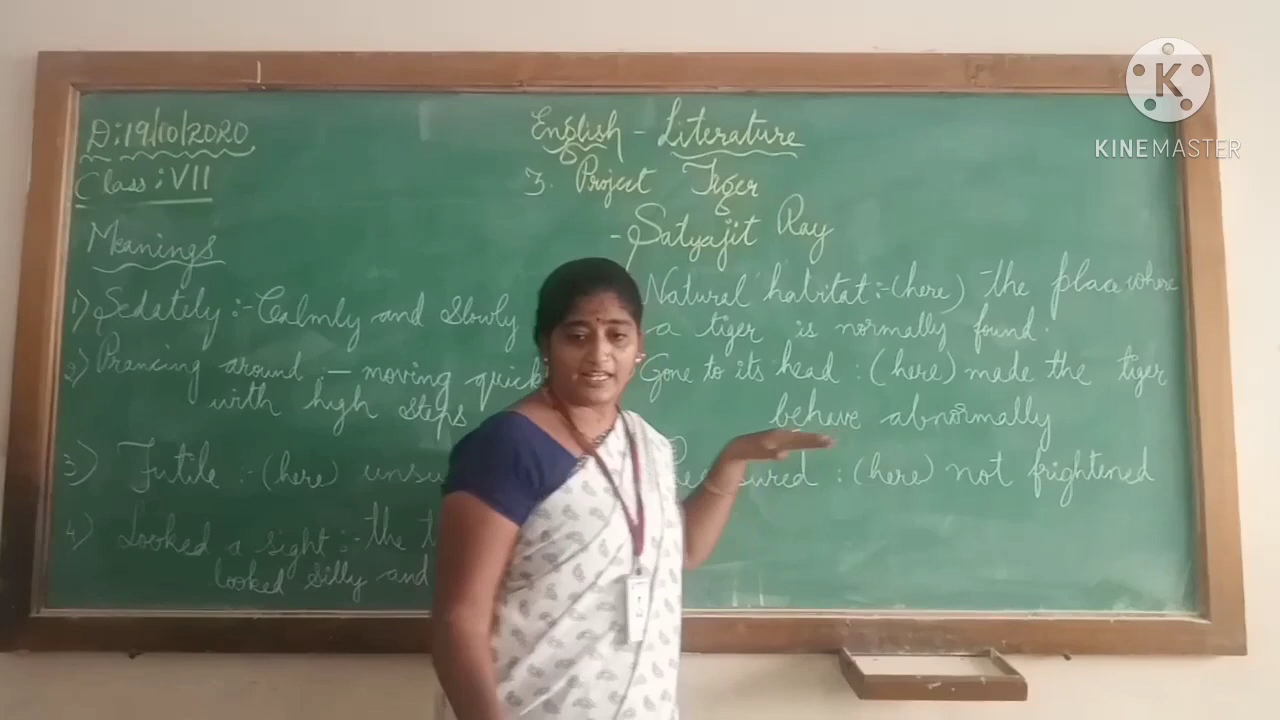 D:19/10/2020
Class:VII
English - Literature
3. Project Tiger
- Satyajit Ray
Meanings
1) Sedately :- Calmly and slowly
2) Prancing around - moving quick
with high steps
3) Futile :- (here)
4) Looked a sight :- the
looked silly and
Natural habitat :- (here) the place where
a tiger is normally found
Gone to its head : (here) made the tiger
behave abnormally
: (here) not frightened
K
KINEMASTER